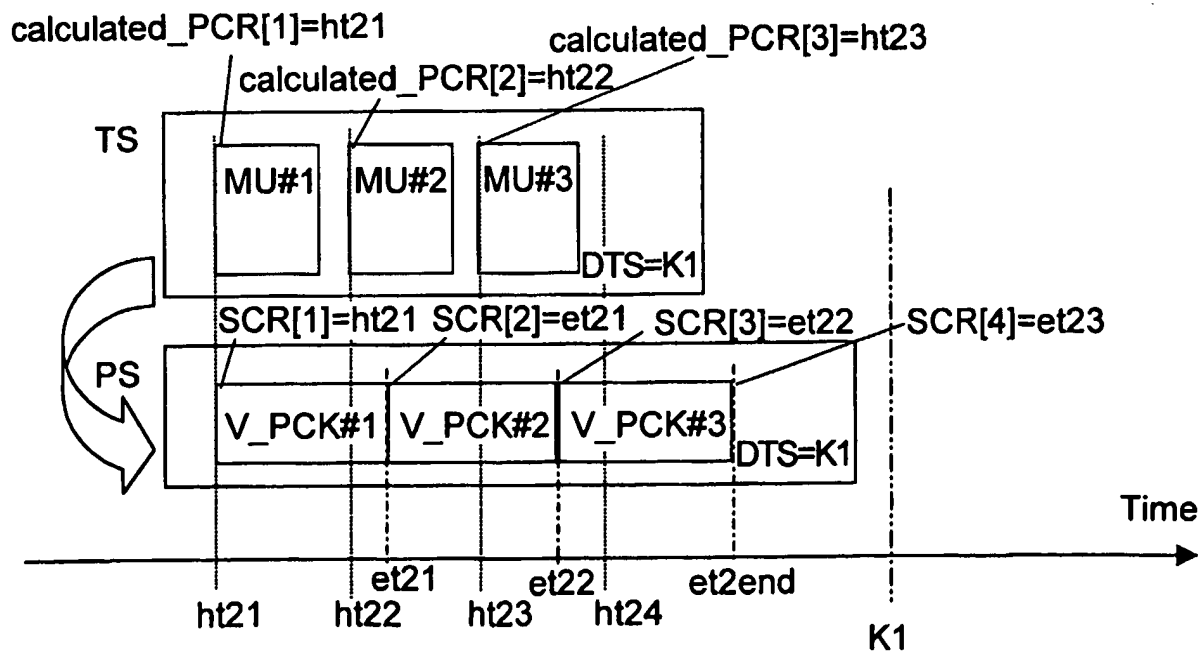 calculated_PCR[1]=ht21
calculated_PCR[3]=ht23
calculated_PCR[2]=ht22
TS
MU#1 MU#2 MU#3
DTS=K1
SCR[1]=ht21 SCR[2]=et21 SCR[3]=et22 SCR[4]=et23
PS
V_PCK#1 V_PCK#2 V_PCK#3
DTS=K1
Time
et21 et22 et2end
ht21 ht22 ht23 ht24
K1